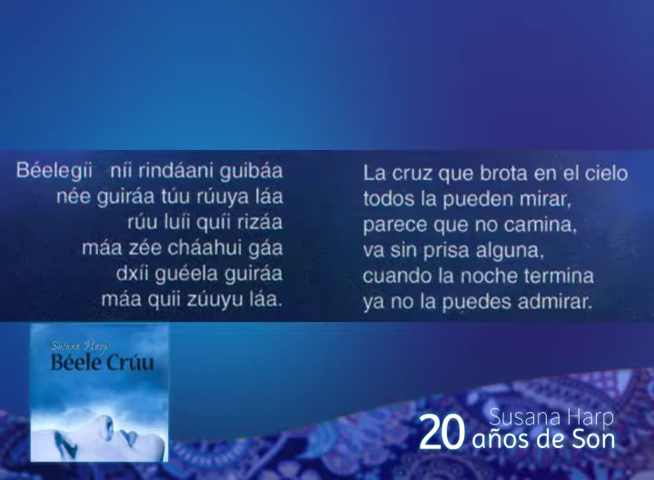 Béelegíi níi rindáani guibáa
née guiráa túu rúuya láa
rúu luíi quíi rizáa
máa zée cháahui gáa
dxíi guéela guiráa
máa quii zúuyu láa.
La cruz que brota en el cielo
todos la pueden mirar,
parece que no camina,
va sin prisa alguna,
cuando la noche termina
ya no la puedes admirar.
Susana Harp
Béele Crúu
Susana Harp
20 años de Son